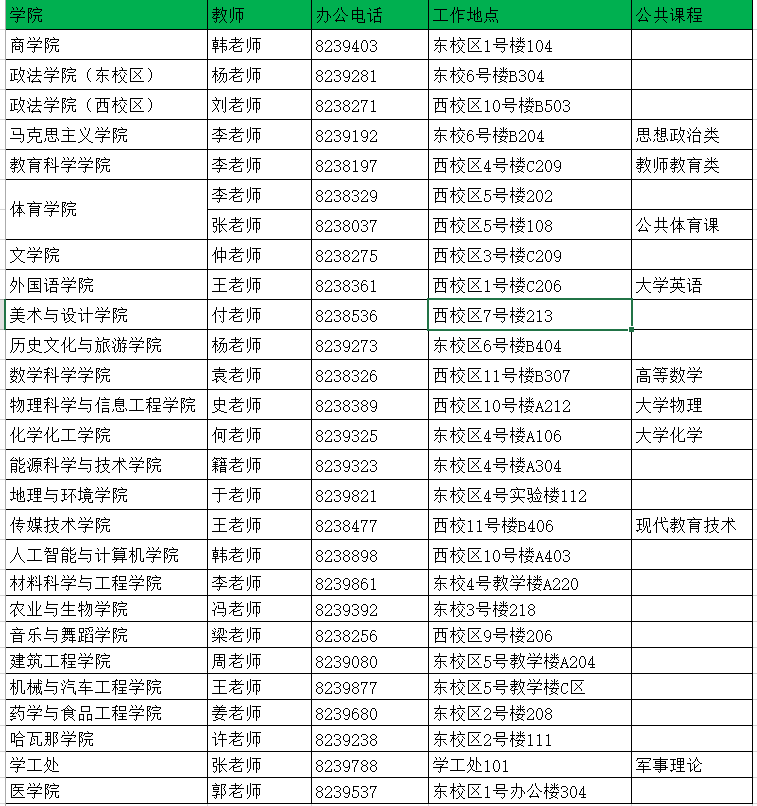 学院 教师 办公电话 工作地点 公共课程
商学院 韩老师 8239403 东校区1号楼104
政法学院（东校区） 杨老师 8239281 东校6号楼B304
政法学院（西校区） 刘老师 8238271 西校区10号楼B503
马克思主义学院 李老师 8239192 东校6号楼B204 思想政治类
教育科学学院 李老师 8238197 西校区4号楼C209 教师教育类
体育学院 李老师 8238329 西校区5号楼202
张老师 8238037 西校区5号楼108 公共体育课
文学院 仲老师 8238275 西校区3号楼C209
外国语学院 王老师 8238361 西校区1号楼C206 大学英语
美术与设计学院 付老师 8238536 西校区7号楼213
历史文化与旅游学院 杨老师 8239273 东校区6号楼B404
数学科学学院 袁老师 8238326 西校区11号楼B307 高等数学
物理科学与信息工程学院 史老师 8238389 西校区10号楼A212 大学物理
化学化工学院 何老师 8239325 东校区4号楼A106 大学化学
能源科学与技术学院 籍老师 8239323 东校区4号楼A304
地理与环境学院 于老师 8239821 东校区4号实验楼112
传媒技术学院 王老师 8238477 西校11号楼B406 现代教育技术
人工智能与计算机学院 韩老师 8238898 西校区10号楼A403
材料科学与工程学院 李老师 8239861 东校4号教学楼A220
农业与生物学院 冯老师 8239392 东校3号楼218
音乐与舞蹈学院 梁老师 8238256 西校区9号楼206
建筑工程学院 周老师 8239080 东校区5号教学楼A204
机械与汽车工程学院 王老师 8239877 东校区5号教学楼C区
药学与食品工程学院 姜老师 8239680 东校区2号楼208
哈瓦那学院 许老师 8239238 东校区2号楼111
学工处 张老师 8239788 学工处101 军事理论
医学院 郭老师 8239537 东校区1号办公楼304